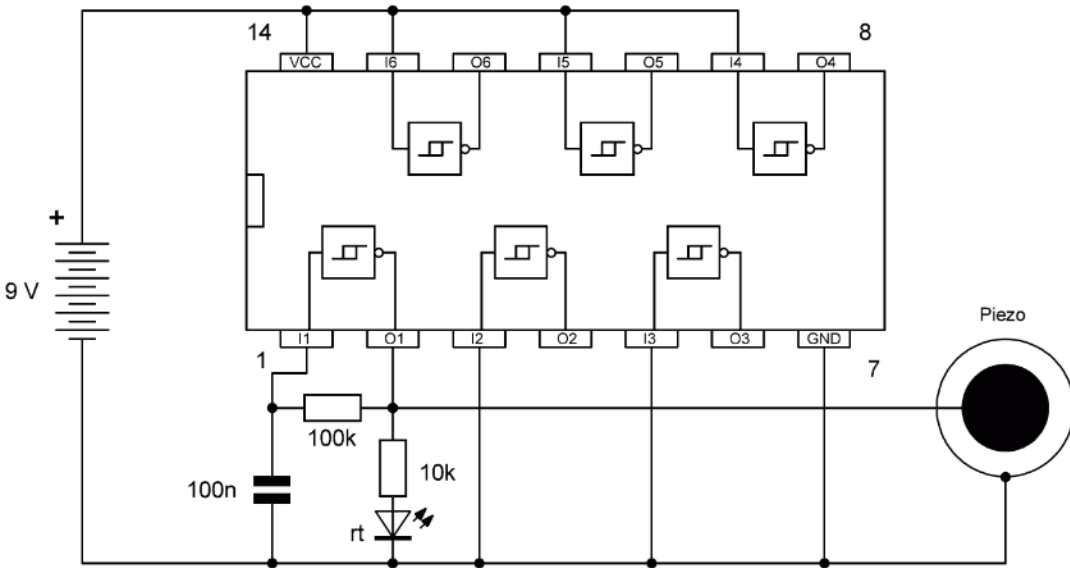 14
8
VCC
I6
O6
I5
O5
I4
O4
+
9 V
I1
O1
I2
O2
I3
O3
GND
1
7
Piezo
100k
10k
100n
rt